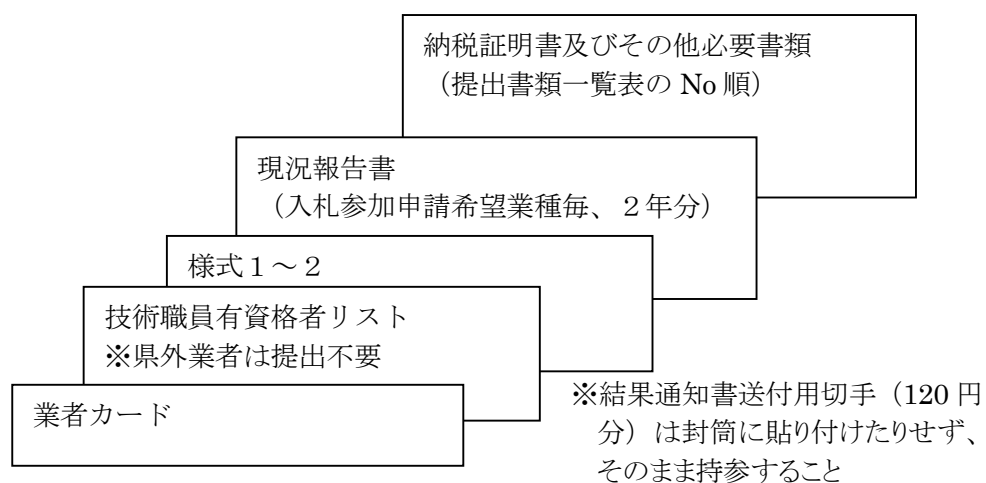 納税証明書及びその他必要書類
（提出書類一覧表の No 順）
現況報告書
（入札参加申請希望業種毎、２年分）
様式１～２
技術職員有資格者リスト
※県外業者は提出不要
業者カード
※結果通知書送付用切手（120 円
分）は封筒に貼り付けたりせず、
そのまま持参すること